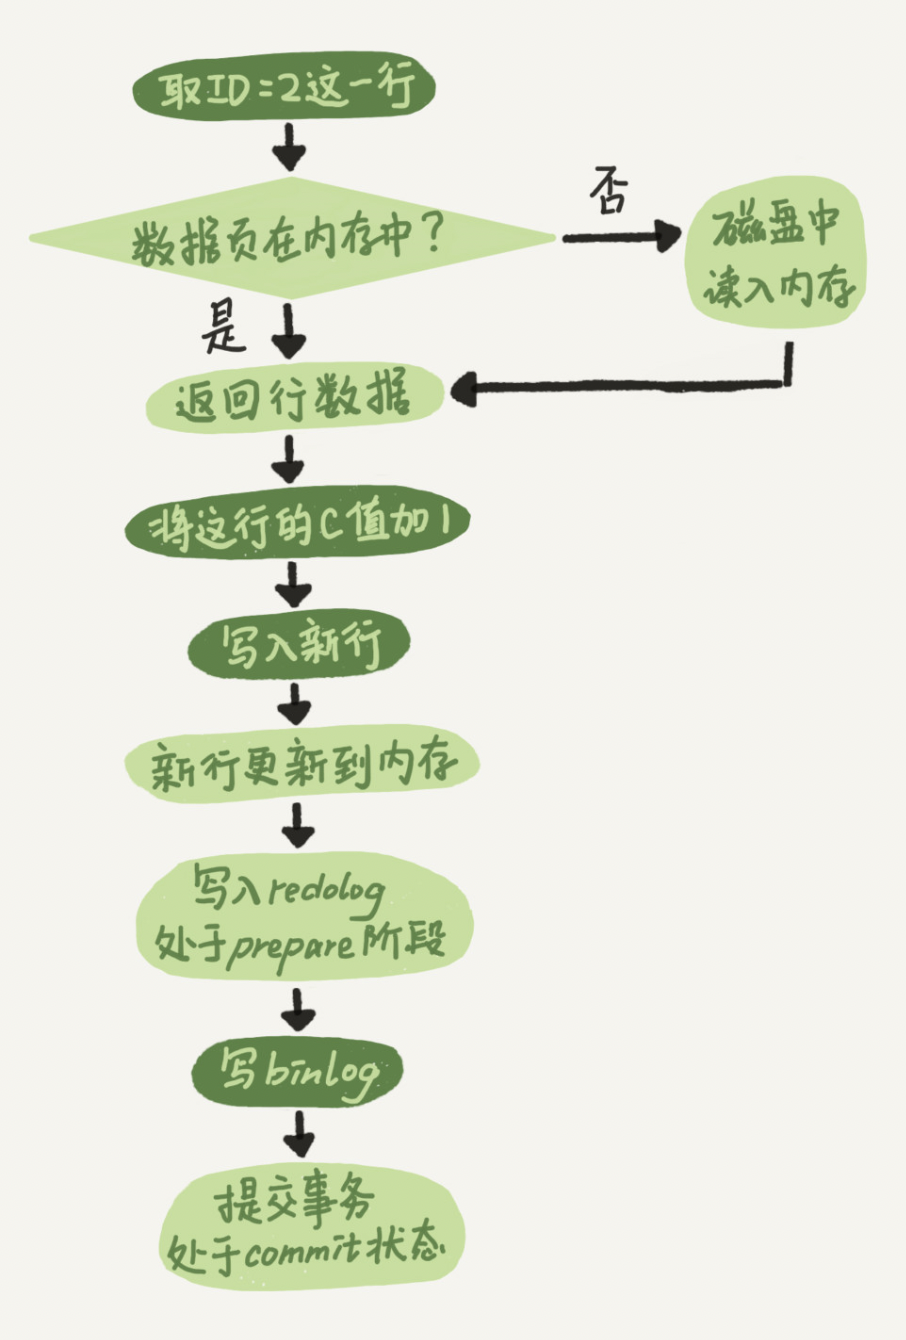 取ID=2这一行
数据页在内存中？
否
磁盘中
读入内存
是
返回行数据
将这行的C值加1
写入新行
新行更新到内存
写入redolog
处于prepare阶段
写binlog
提交事务
处于commit状态